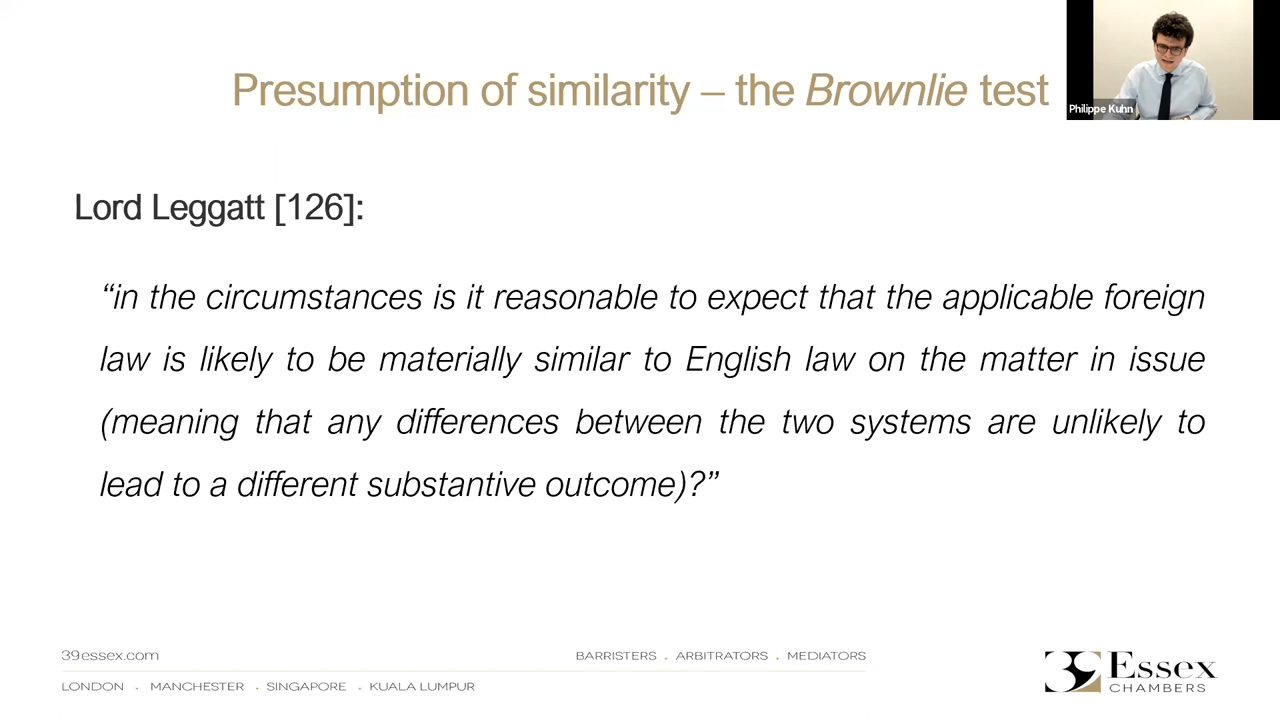 Presumption of similarity – the Brownlie test
Philippe Kuhn
Lord Leggatt [126]:
“in the circumstances is it reasonable to expect that the applicable foreign
law is likely to be materially similar to English law on the matter in issue
(meaning that any differences between the two systems are unlikely to
lead to a different substantive outcome)?”
39essex.com
BARRISTERS . ARBITRATORS . MEDIATORS
LONDON . MANCHESTER . SINGAPORE . KUALA LUMPUR
39 Essex
CHAMBERS